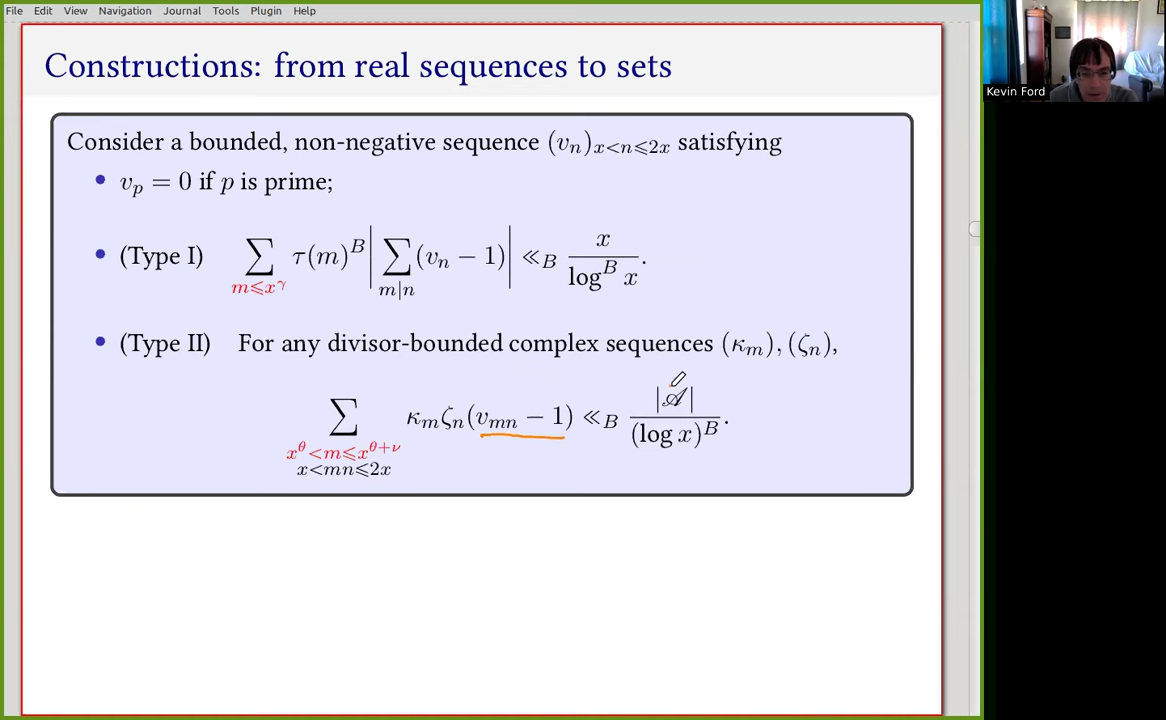 File Edit View Navigation Journal Tools Plugin Help
Constructions: from real sequences to sets
Consider a bounded, non-negative sequence (v_n)_{x<n⩽2x} satisfying
• v_p = 0 if p is prime;
• (Type I) ∑_{m⩽x^γ} τ(m)^B |∑_{m|n} (v_n − 1)| ≪_B x / log^B x.
• (Type II) For any divisor-bounded complex sequences (κ_m), (ζ_n),
∑_{x^θ<m⩽x^{θ+ν}, x<mn⩽2x} κ_m ζ_n (v_{mn} − 1) ≪_B |𝒜| / (log x)^B.
Kevin Ford